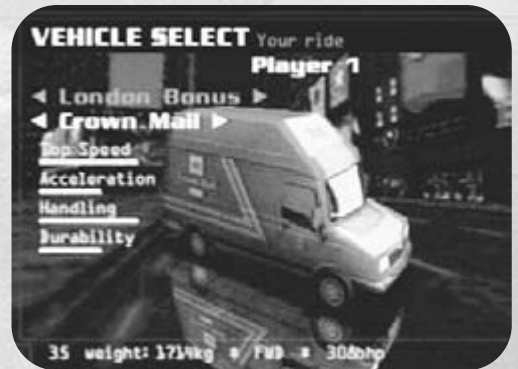 VEHICLE SELECT Your ride
Player 1
◄ London Bonus ►
◄ Crown Mail ►
Top Speed
Acceleration
Handling
Durability
35 weight: 1714kg * FWD * 308bhp